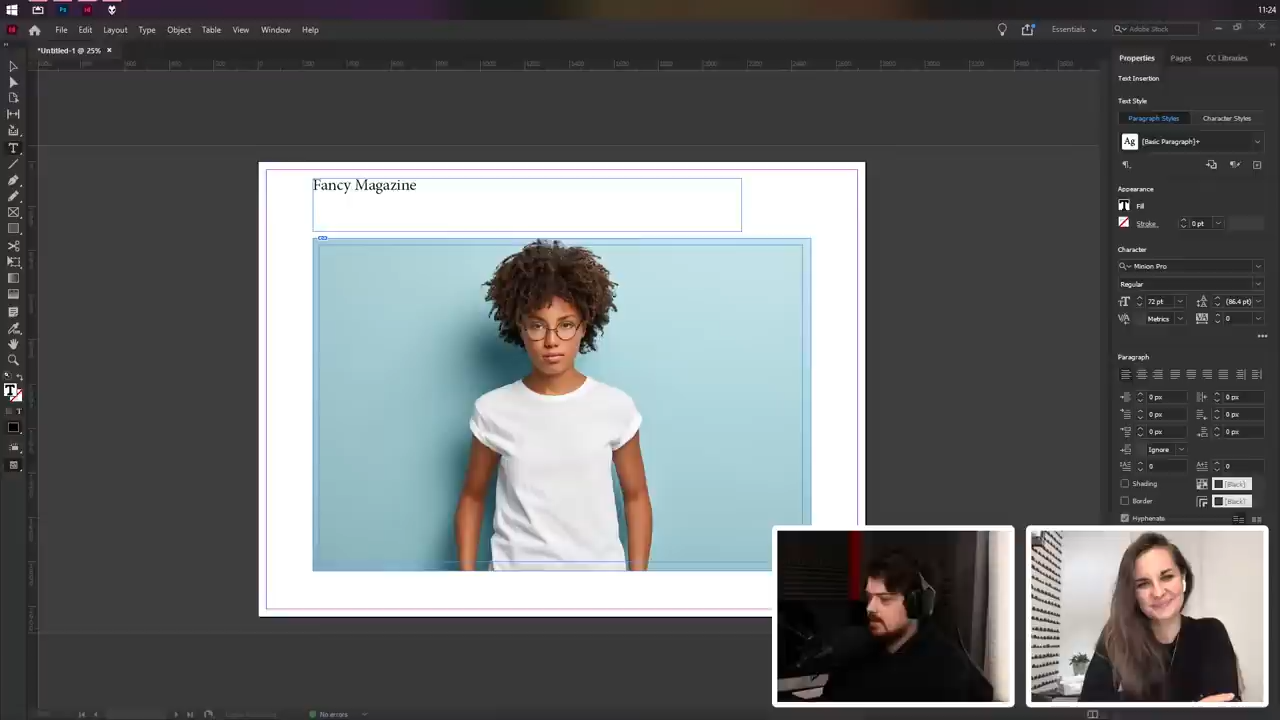 11:24
File Edit Layout Type Object Table View Window Help
Essentials
Adobe Stock
*Untitled-1 @ 25% ×
Properties Pages CC Libraries
Text Insertion
Text Style
Paragraph Styles Character Styles
Ag [Basic Paragraph]+
Appearance
Fill
Stroke 0 pt
Character
Minion Pro
Regular
72 pt (86.4 pt)
Metrics 0
Paragraph
0 px 0 px
0 px 0 px
0 px 0 px
Ignore
0 0
Shading [Black]
Border [Black]
Hyphenate
Fancy Magazine
No errors